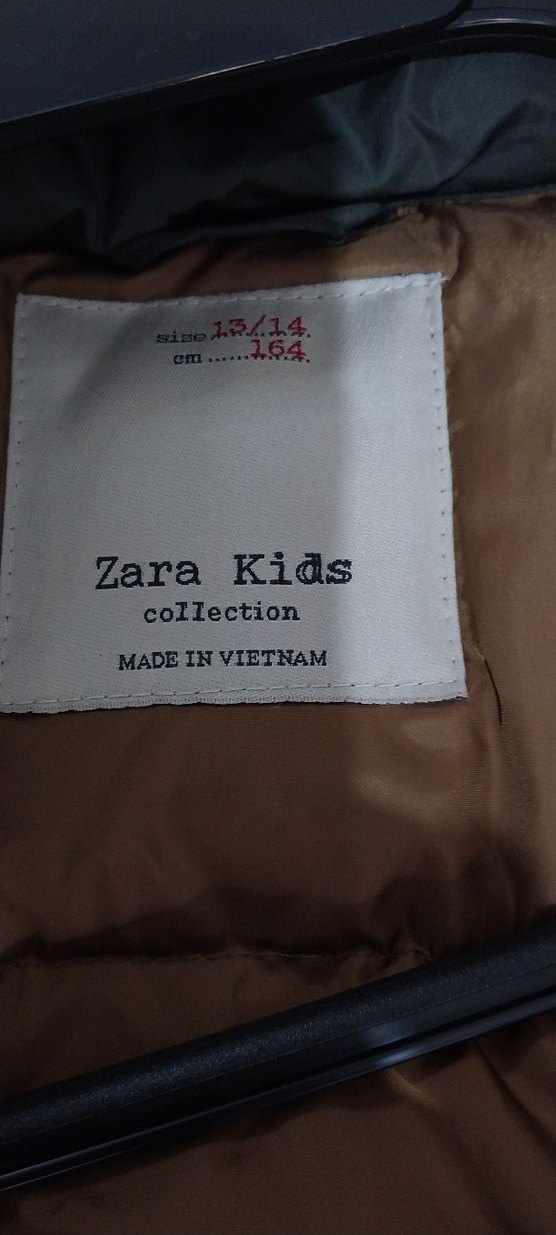 size 13/14
cm ...... 164
Zara Kids
collection
MADE IN VIETNAM